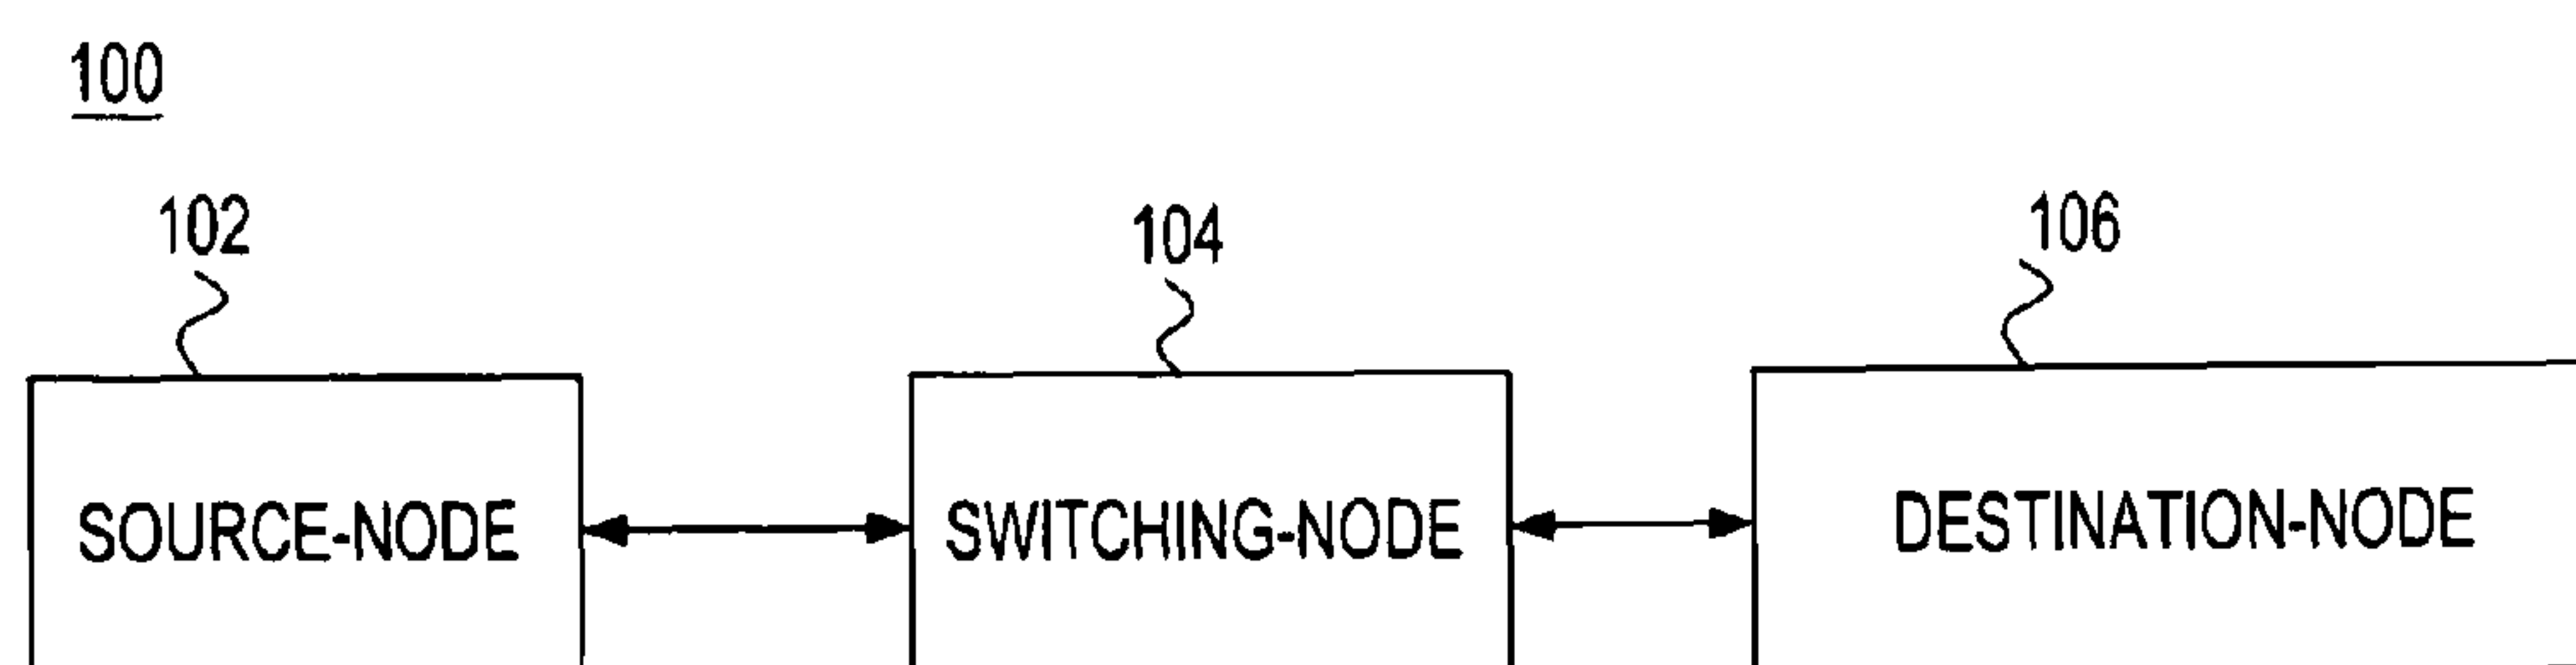 100
102
104
106
SOURCE-NODE
SWITCHING-NODE
DESTINATION-NODE